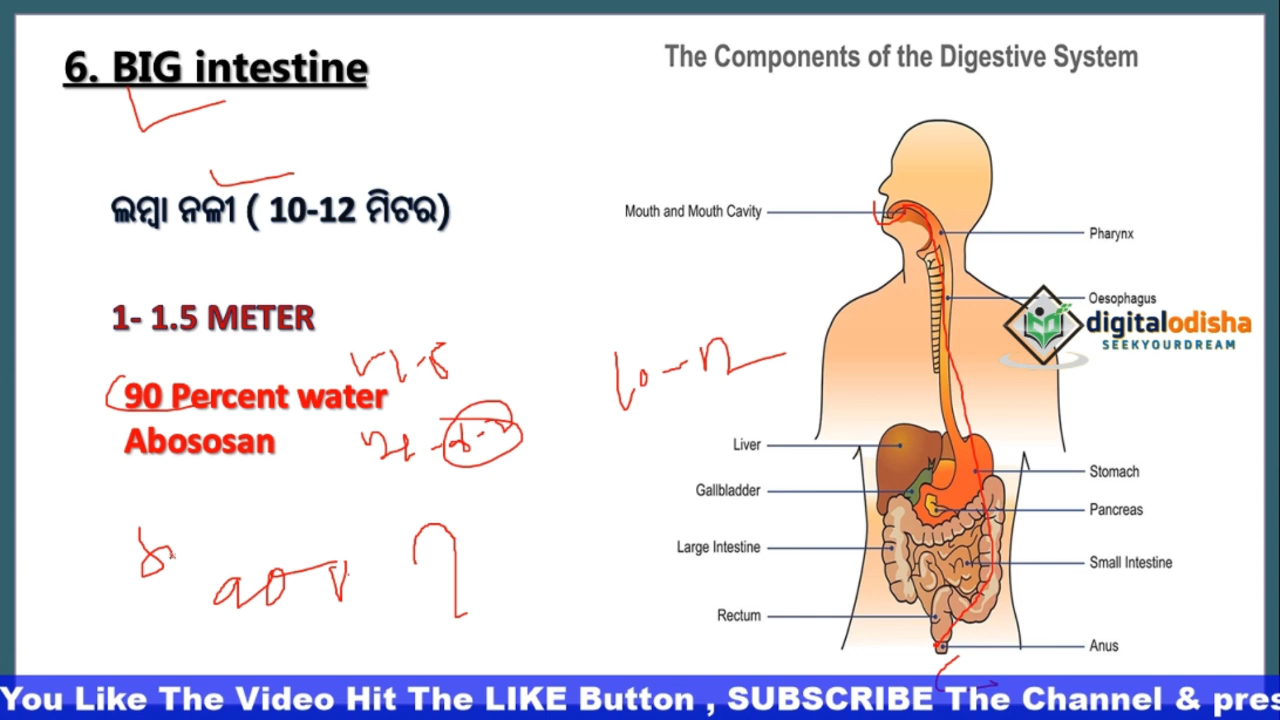 6. BIG intestine
ଲମ୍ବା ନଳୀ ( 10-12 ମିଟର)
1- 1.5 METER
90 Percent water
Abososan
10-12
The Components of the Digestive System
Mouth and Mouth Cavity
Pharynx
Oesophagus
digitalodisha
SEEKYOURDREAM
Liver
Stomach
Gallbladder
Pancreas
Large Intestine
Small Intestine
Rectum
Anus
You Like The Video Hit The LIKE Button , SUBSCRIBE The Channel & pres